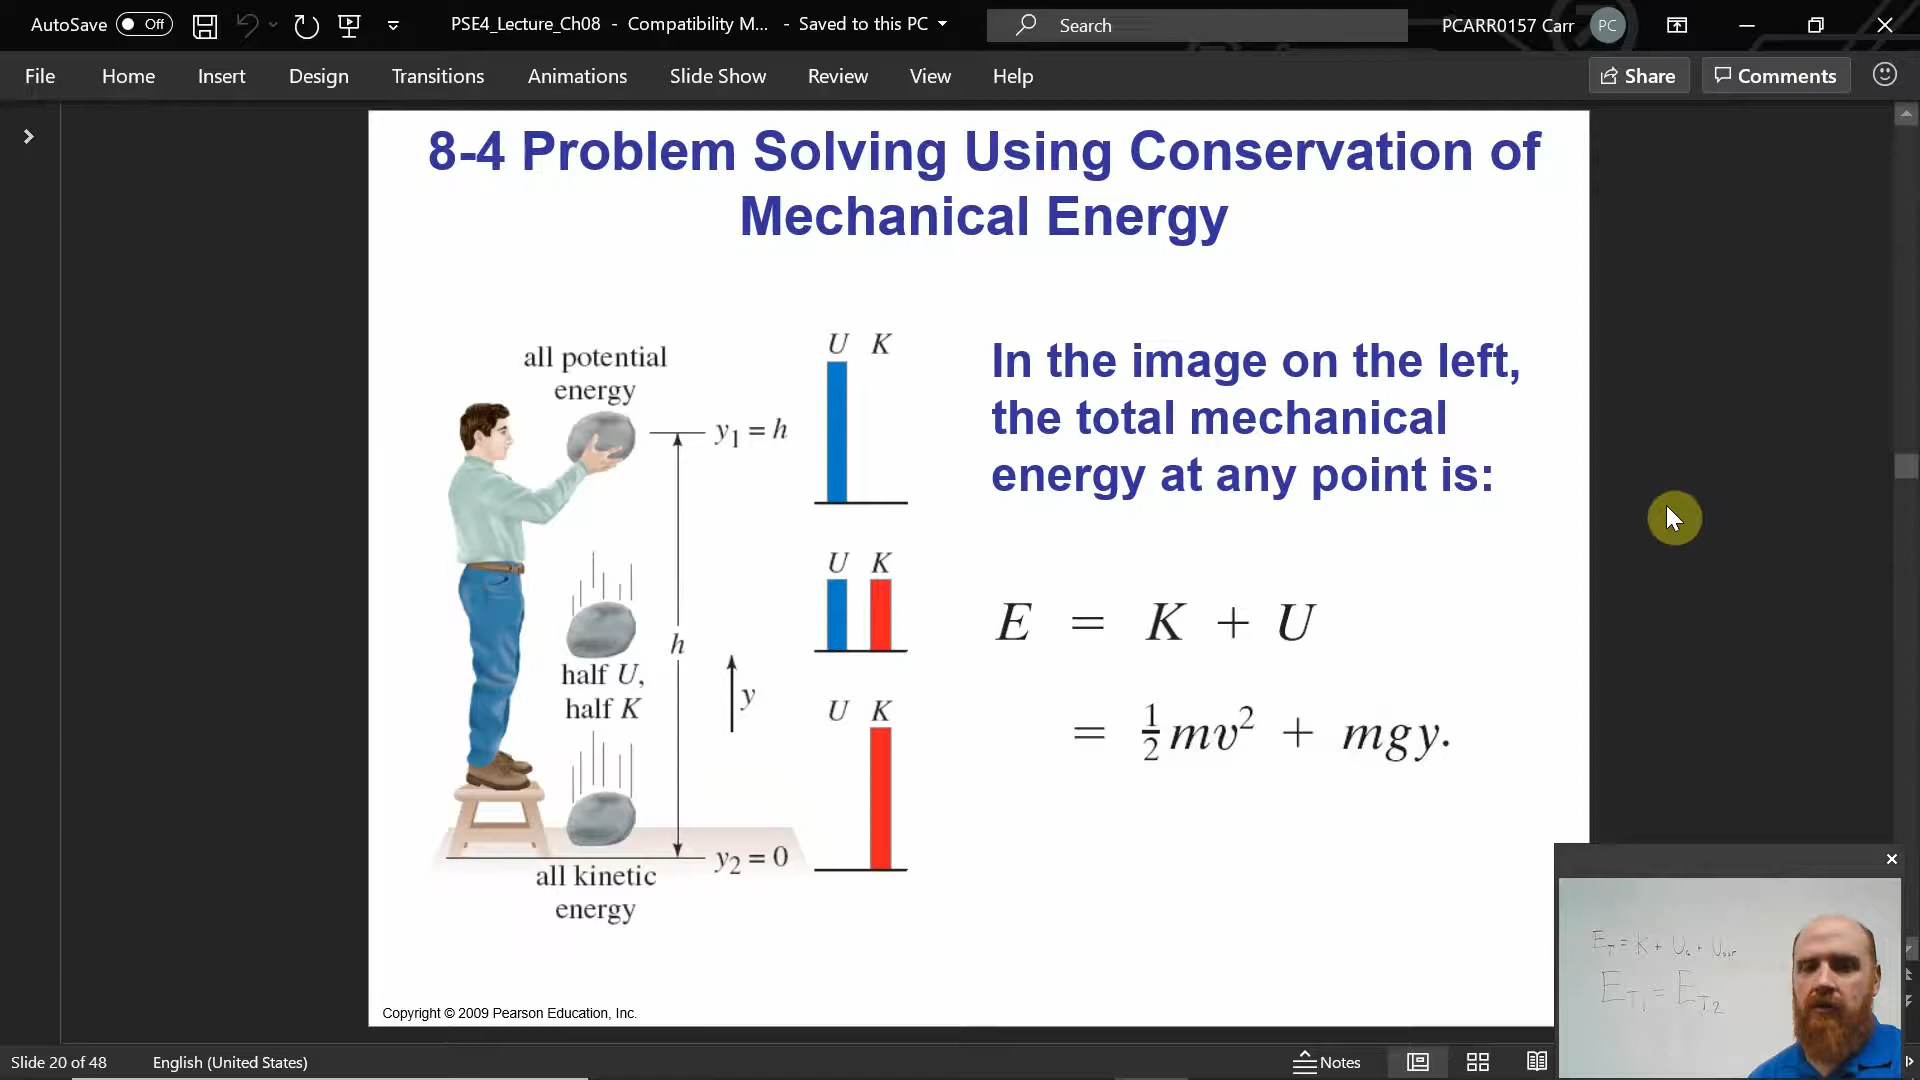 AutoSave Off PSE4_Lecture_Ch08 - Compatibility M... - Saved to this PC Search PCARR0157 Carr PC
File Home Insert Design Transitions Animations Slide Show Review View Help Share Comments
8-4 Problem Solving Using Conservation of
Mechanical Energy
all potential
energy
y₁ = h
U K
half U,
half K
h
y
U K
U K
y₂ = 0
all kinetic
energy
In the image on the left,
the total mechanical
energy at any point is:
E = K + U
= ½mv² + mgy.
Copyright © 2009 Pearson Education, Inc.
E_T1 = E_T2
Slide 20 of 48 English (United States) Notes